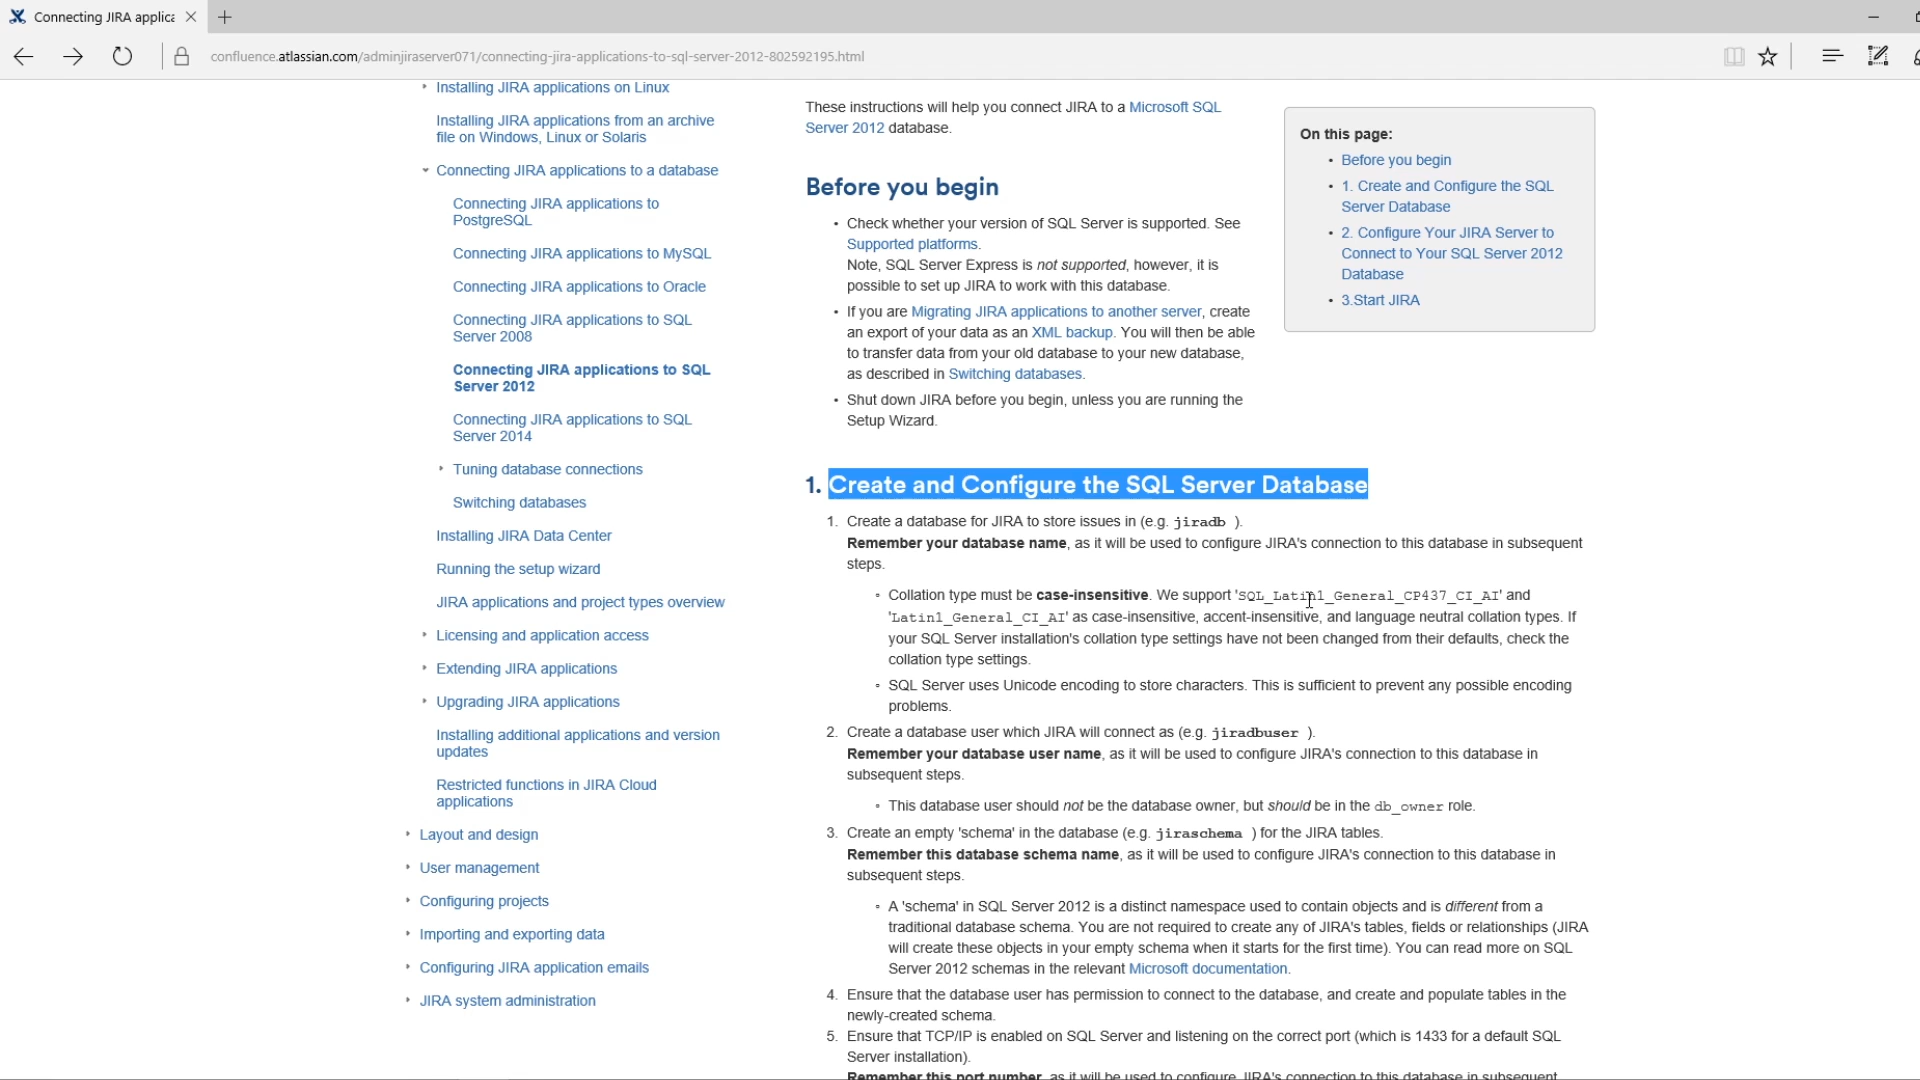 Connecting JIRA applica
confluence.atlassian.com/adminjiraserver071/connecting-jira-applications-to-sql-server-2012-802592195.html
Installing JIRA applications on Linux
Installing JIRA applications from an archive
file on Windows, Linux or Solaris
Connecting JIRA applications to a database
Connecting JIRA applications to
PostgreSQL
Connecting JIRA applications to MySQL
Connecting JIRA applications to Oracle
Connecting JIRA applications to SQL
Server 2008
Connecting JIRA applications to SQL
Server 2012
Connecting JIRA applications to SQL
Server 2014
Tuning database connections
Switching databases
Installing JIRA Data Center
Running the setup wizard
JIRA applications and project types overview
Licensing and application access
Extending JIRA applications
Upgrading JIRA applications
Installing additional applications and version
updates
Restricted functions in JIRA Cloud
applications
Layout and design
User management
Configuring projects
Importing and exporting data
Configuring JIRA application emails
JIRA system administration
These instructions will help you connect JIRA to a Microsoft SQL
Server 2012 database.
Before you begin
• Check whether your version of SQL Server is supported. See
Supported platforms.
Note, SQL Server Express is not supported, however, it is
possible to set up JIRA to work with this database.
• If you are Migrating JIRA applications to another server, create
an export of your data as an XML backup. You will then be able
to transfer data from your old database to your new database,
as described in Switching databases.
• Shut down JIRA before you begin, unless you are running the
Setup Wizard.
On this page:
• Before you begin
• 1. Create and Configure the SQL
Server Database
• 2. Configure Your JIRA Server to
Connect to Your SQL Server 2012
Database
• 3.Start JIRA
1. Create and Configure the SQL Server Database
1. Create a database for JIRA to store issues in (e.g. jiradb ).
Remember your database name, as it will be used to configure JIRA's connection to this database in subsequent
steps.
◦ Collation type must be case-insensitive. We support 'SQL_Latin1_General_CP437_CI_AI' and
'Latin1_General_CI_AI' as case-insensitive, accent-insensitive, and language neutral collation types. If
your SQL Server installation's collation type settings have not been changed from their defaults, check the
collation type settings.
◦ SQL Server uses Unicode encoding to store characters. This is sufficient to prevent any possible encoding
problems.
2. Create a database user which JIRA will connect as (e.g. jiradbuser ).
Remember your database user name, as it will be used to configure JIRA's connection to this database in
subsequent steps.
◦ This database user should not be the database owner, but should be in the db_owner role.
3. Create an empty 'schema' in the database (e.g. jiraschema ) for the JIRA tables.
Remember this database schema name, as it will be used to configure JIRA's connection to this database in
subsequent steps.
◦ A 'schema' in SQL Server 2012 is a distinct namespace used to contain objects and is different from a
traditional database schema. You are not required to create any of JIRA's tables, fields or relationships (JIRA
will create these objects in your empty schema when it starts for the first time). You can read more on SQL
Server 2012 schemas in the relevant Microsoft documentation.
4. Ensure that the database user has permission to connect to the database, and create and populate tables in the
newly-created schema.
5. Ensure that TCP/IP is enabled on SQL Server and listening on the correct port (which is 1433 for a default SQL
Server installation).
Remember this port number, as it will be used to configure JIRA's connection to this database in subsequent